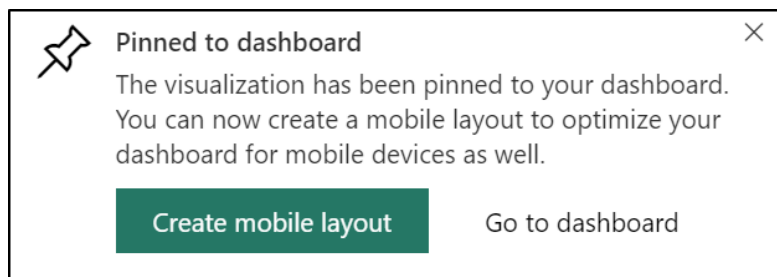 Pinned to dashboard
The visualization has been pinned to your dashboard.
You can now create a mobile layout to optimize your
dashboard for mobile devices as well.
Create mobile layout
Go to dashboard